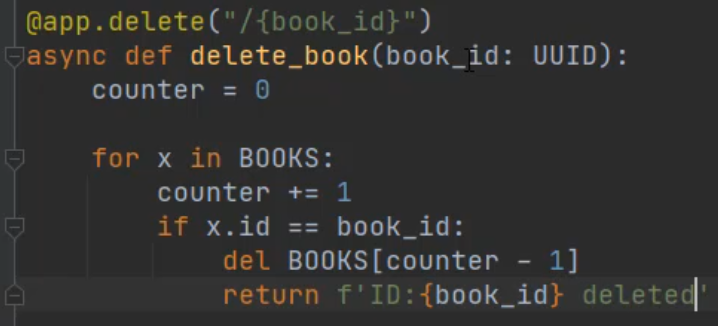 @app.delete("/{book_id}")
async def delete_book(book_id: UUID):
    counter = 0
    for x in BOOKS:
        counter += 1
        if x.id == book_id:
            del BOOKS[counter - 1]
            return f'ID:{book_id} deleted'